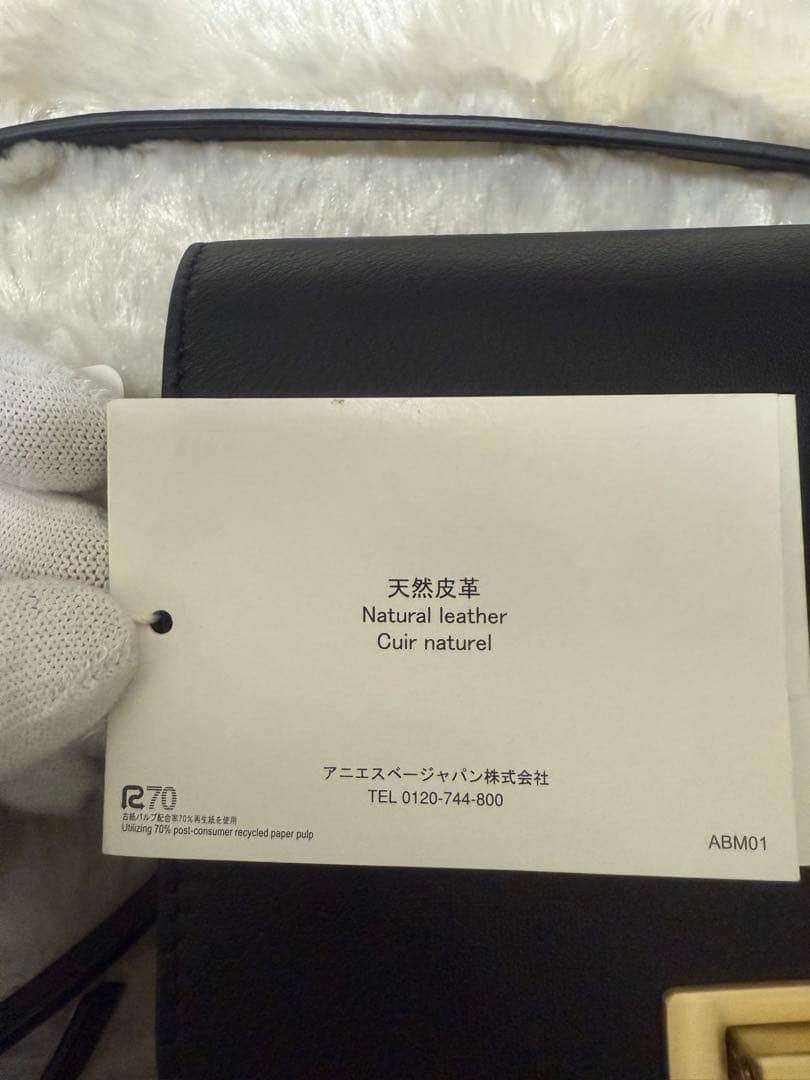 天然皮革
Natural leather
Cuir naturel
アニエスベージャパン株式会社
TEL 0120-744-800
R70
古紙パルプ配合率70%再生紙を使用
Utilizing 70% post-consumer recycled paper pulp
ABM01